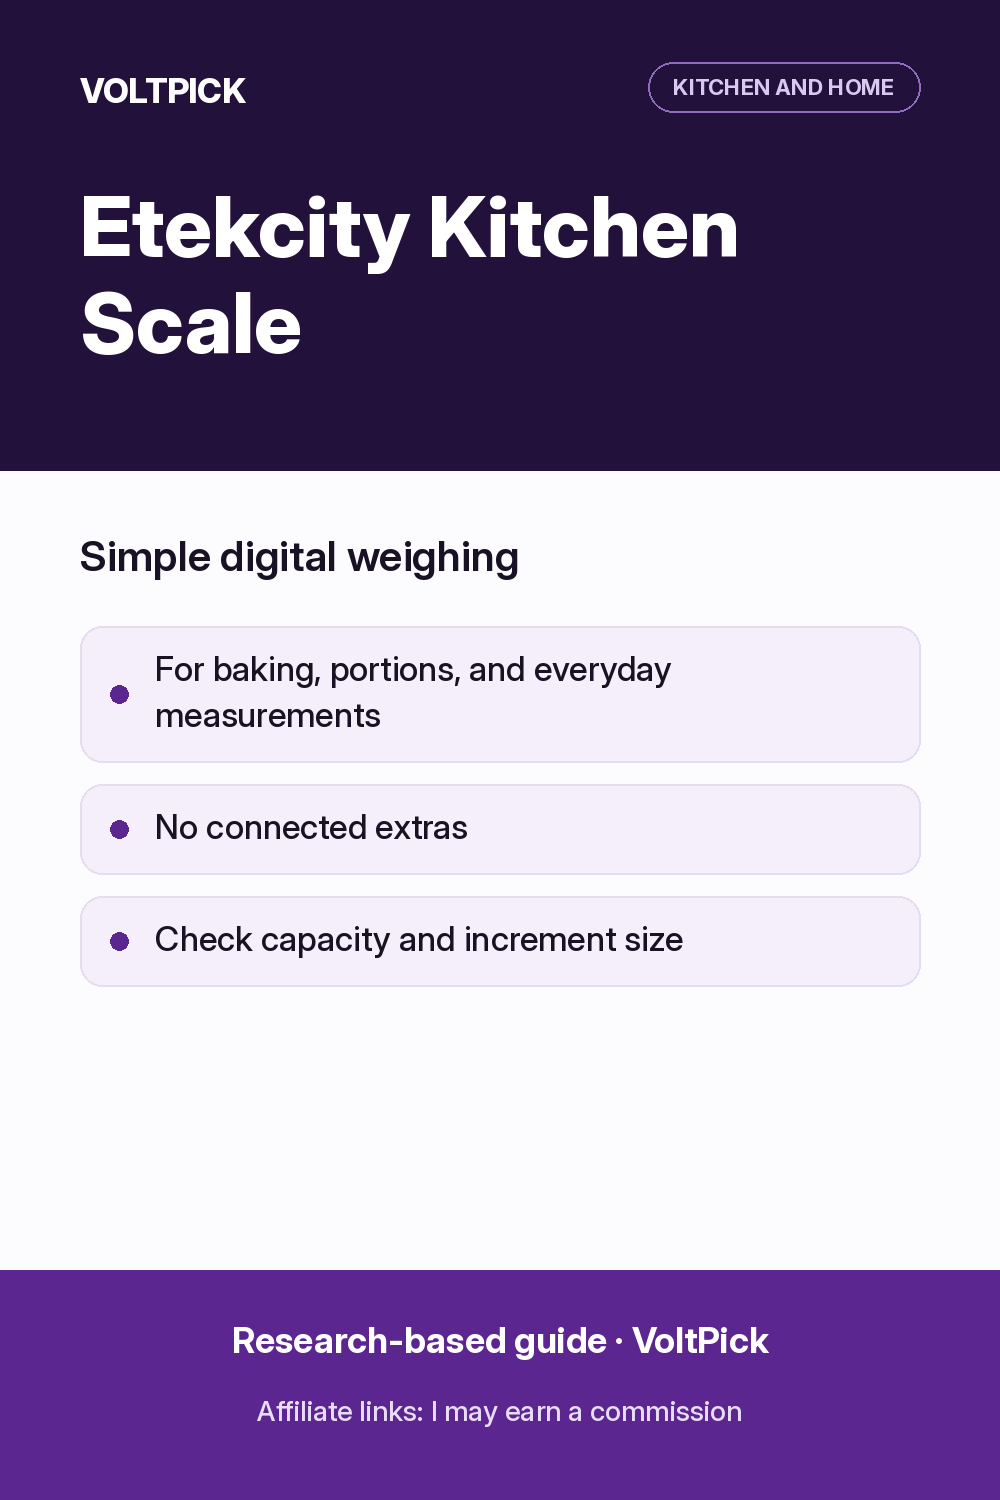 VOLTPICK
KITCHEN AND HOME
Etekcity Kitchen
Scale
Simple digital weighing
For baking, portions, and everyday
measurements
No connected extras
Check capacity and increment size
Research-based guide · VoltPick
Affiliate links: I may earn a commission